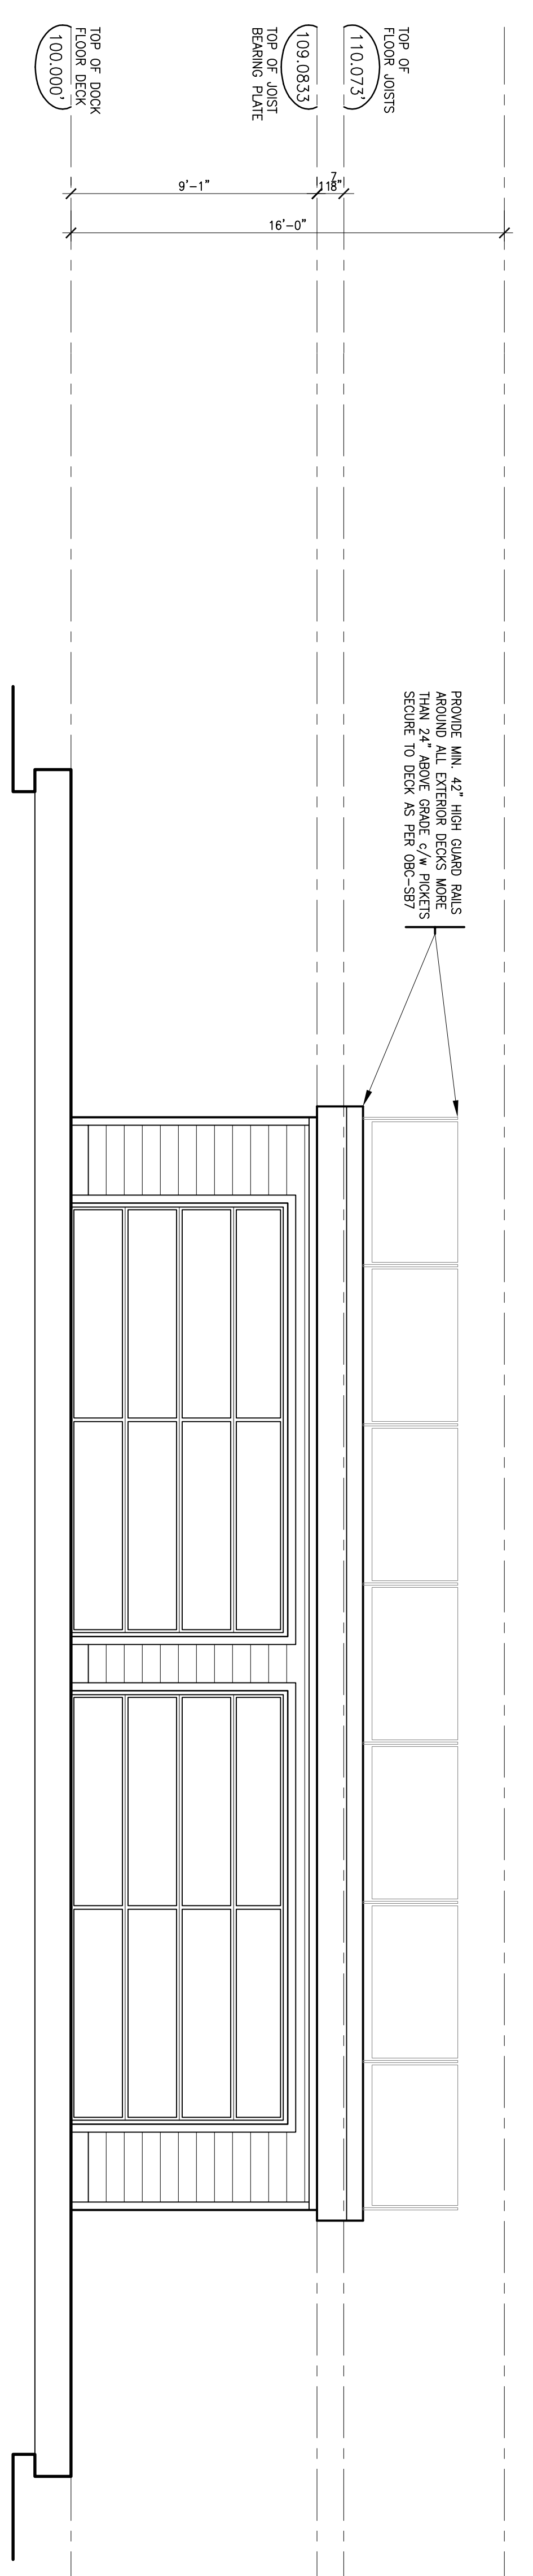 TOP OF
FLOOR JOISTS
110.073'
109.0833
TOP OF JOIST
BEARING PLATE
TOP OF DOCK
FLOOR DECK
100.000'
11 7/8"
9'-1"
16'-0"
PROVIDE MIN. 42" HIGH GUARD RAILS
AROUND ALL EXTERIOR DECKS MORE
THAN 24" ABOVE GRADE c/w PICKETS
SECURE TO DECK AS PER OBC-SB7